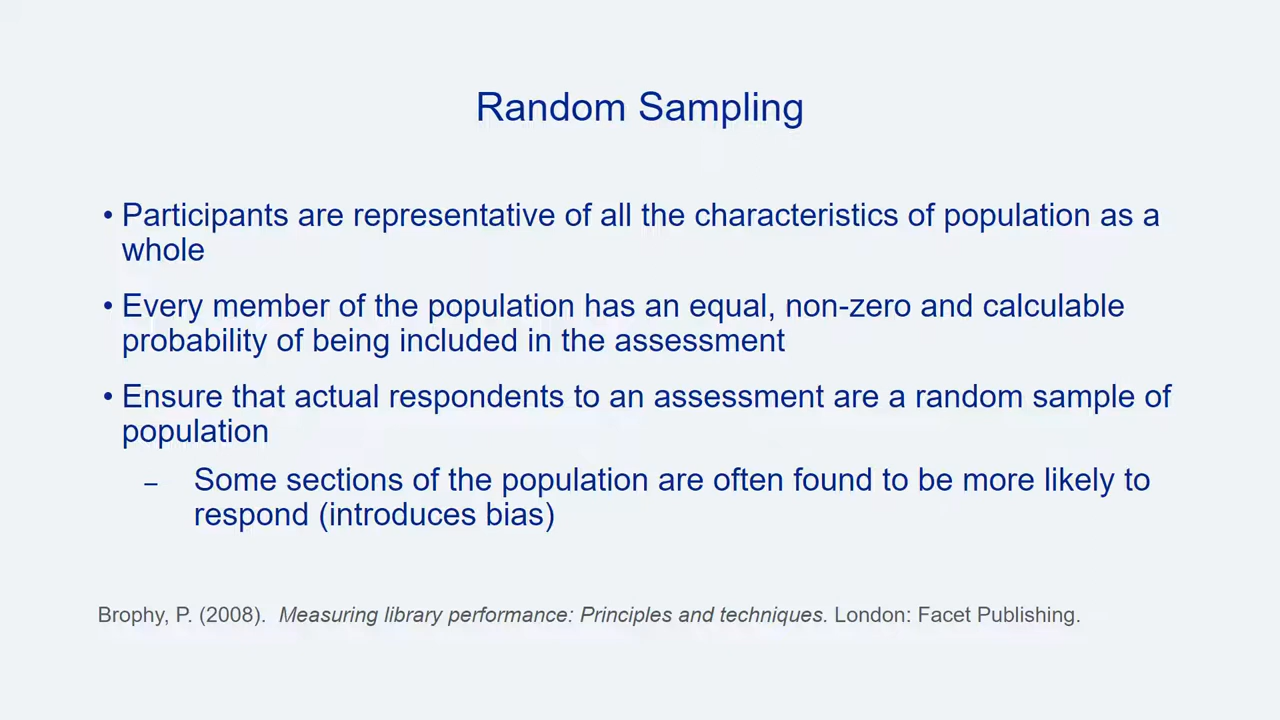 Random Sampling
• Participants are representative of all the characteristics of population as a
whole
• Every member of the population has an equal, non-zero and calculable
probability of being included in the assessment
• Ensure that actual respondents to an assessment are a random sample of
population
– Some sections of the population are often found to be more likely to
respond (introduces bias)
Brophy, P. (2008). Measuring library performance: Principles and techniques. London: Facet Publishing.